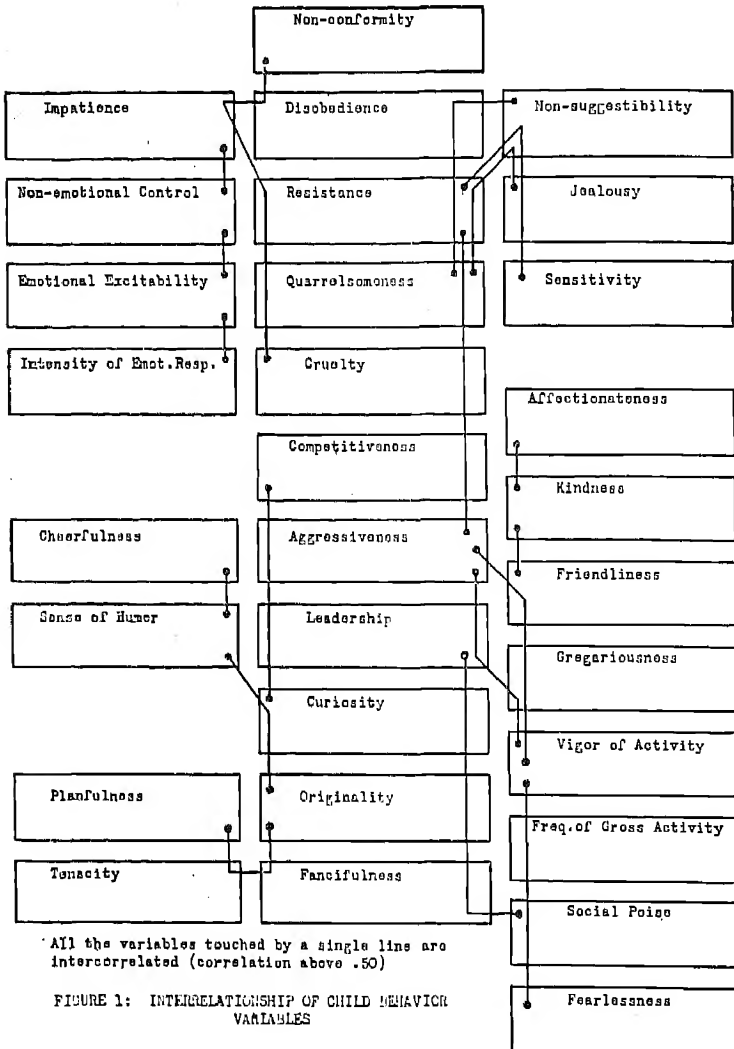 Non-conformity
Impatience
Disobedience
Non-suggestibility
Non-emotional Control
Resistance
Jealousy
Emotional Excitability
Quarrelsomeness
Sensitivity
Intensity of Emot.Resp.
Cruelty
Affectionateness
Competitiveness
Kindness
Cheerfulness
Aggressiveness
Friendliness
Sense of Humor
Leadership
Gregariousness
Curiosity
Vigor of Activity
Planfulness
Originality
Freq.of Gross Activity
Tenacity
Fancifulness
Social Poise
All the variables touched by a single line are
intercorrelated (correlation above .50)
Fearlessness
FIGURE 1: INTERRELATIONSHIP OF CHILD BEHAVIOR
VARIABLES